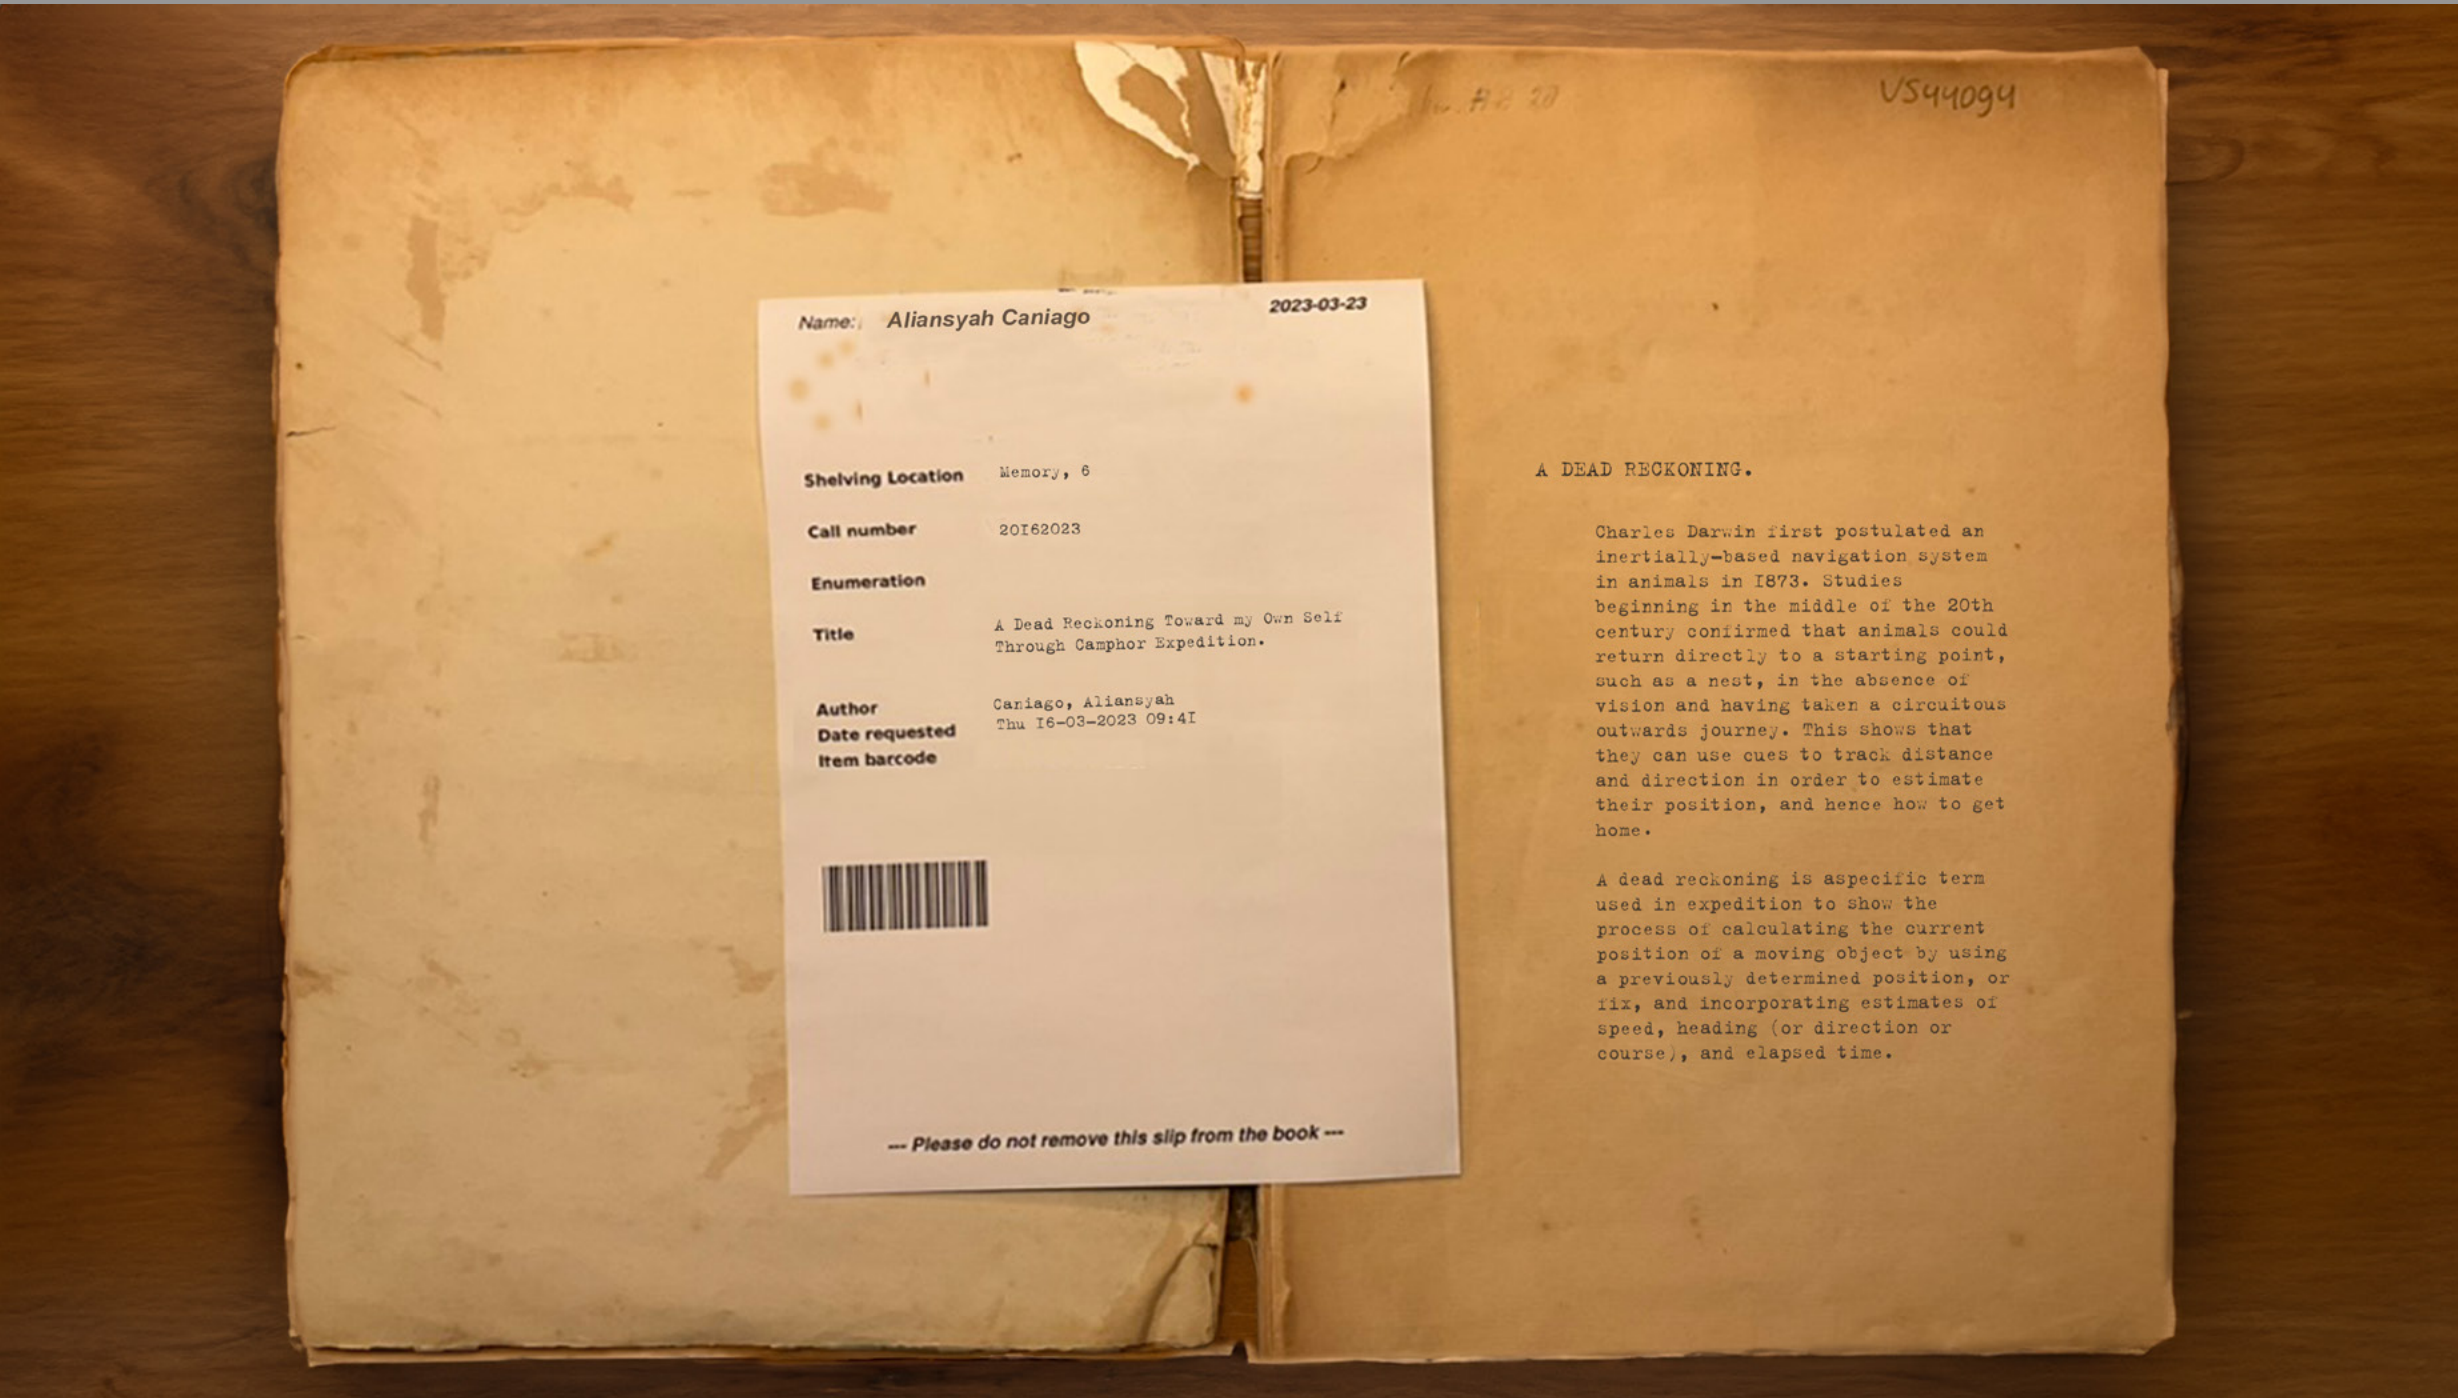 VS44094
Name: Aliansyah Caniago
2023-03-23
Shelving Location Memory, 6
Call number 20I62023
Enumeration
Title A Dead Reckoning Toward my Own Self
Through Camphor Expedition.
Author Caniago, Aliansyah
Date requested Thu I6-03-2023 09:4I
Item barcode
--- Please do not remove this slip from the book ---
A DEAD RECKONING.
Charles Darwin first postulated an
inertially-based navigation system
in animals in I873. Studies
beginning in the middle of the 20th
century confirmed that animals could
return directly to a starting point,
such as a nest, in the absence of
vision and having taken a circuitous
outwards journey. This shows that
they can use cues to track distance
and direction in order to estimate
their position, and hence how to get
home.
A dead reckoning is aspecific term
used in expedition to show the
process of calculating the current
position of a moving object by using
a previously determined position, or
fix, and incorporating estimates of
speed, heading (or direction or
course), and elapsed time.